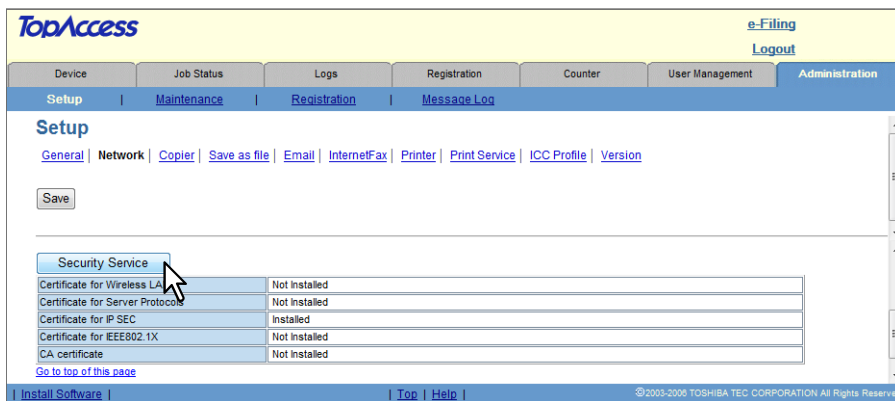 TopAccess
e-Filing
Logout
Device Job Status Logs Registration Counter User Management Administration
Setup | Maintenance | Registration | Message Log
Setup
General | Network | Copier | Save as file | Email | InternetFax | Printer | Print Service | ICC Profile | Version
Save
Security Service
Certificate for Wireless LA Not Installed
Certificate for Server Protocols Not Installed
Certificate for IP SEC Installed
Certificate for IEEE802.1X Not Installed
CA certificate Not Installed
Go to top of this page
| Install Software | | Top | Help | ©2003-2006 TOSHIBA TEC CORPORATION All Rights Reserve